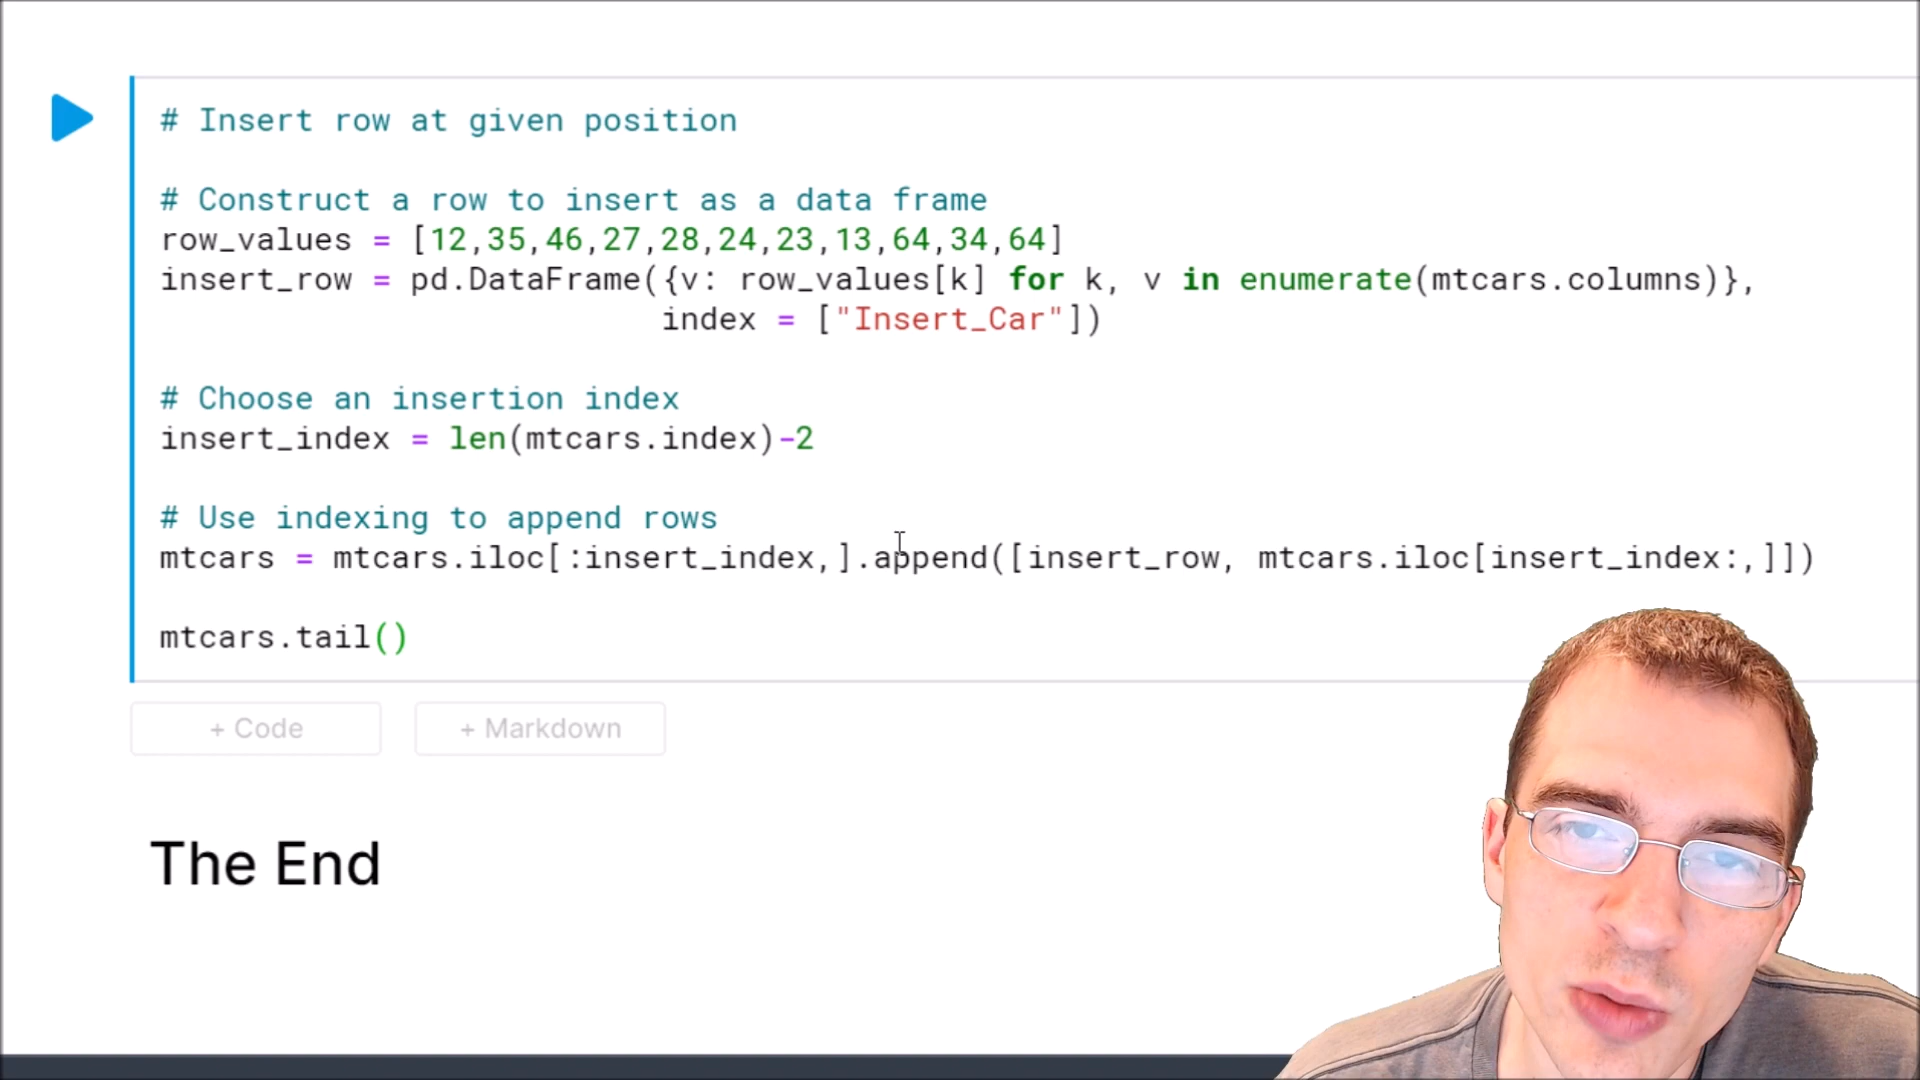 # Insert row at given position
# Construct a row to insert as a data frame
row_values = [12,35,46,27,28,24,23,13,64,34,64]
insert_row = pd.DataFrame({v: row_values[k] for k, v in enumerate(mtcars.columns)},
index = ["Insert_Car"])
# Choose an insertion index
insert_index = len(mtcars.index)-2
# Use indexing to append rows
mtcars = mtcars.iloc[:insert_index,].append([insert_row, mtcars.iloc[insert_index:,]])
mtcars.tail()
+ Code
+ Markdown
The End